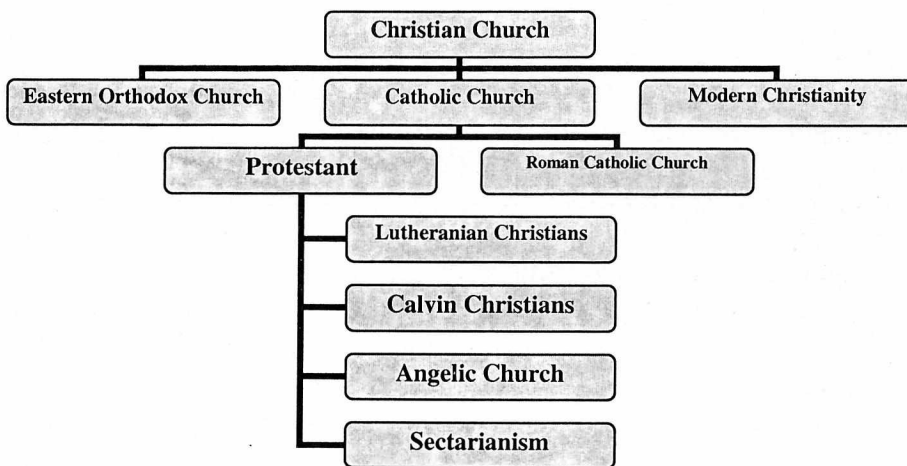 Christian Church
Eastern Orthodox Church
Catholic Church
Modern Christianity
Protestant
Roman Catholic Church
Lutheranian Christians
Calvin Christians
Angelic Church
Sectarianism